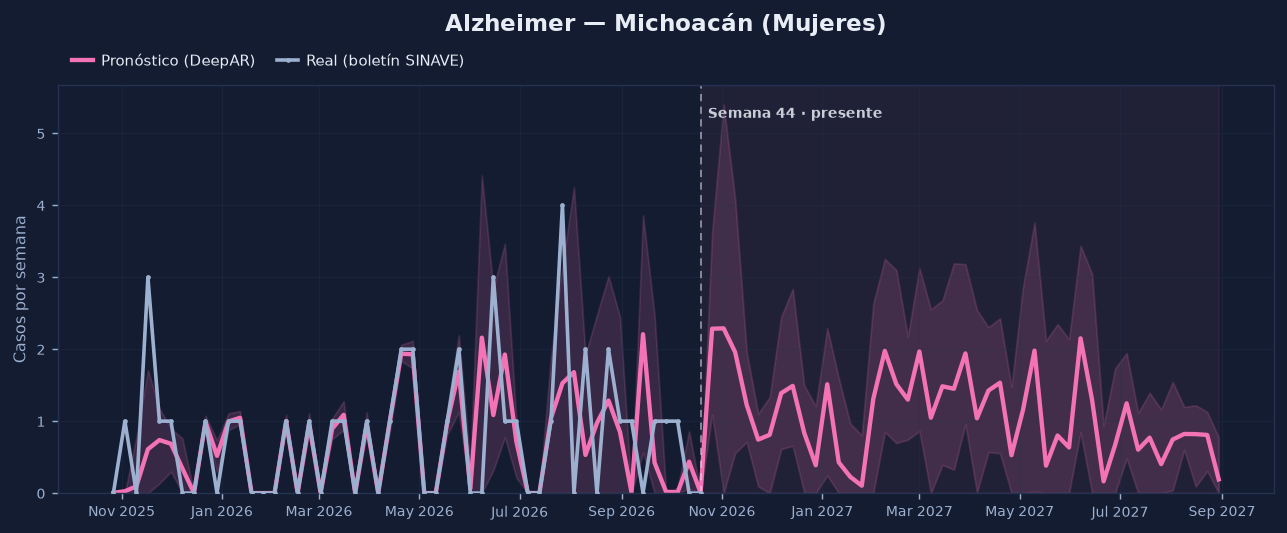 Alzheimer — Michoacán (Mujeres)
Pronóstico (DeepAR)
Real (boletín SINAVE)
Semana 44 · presente
Casos por semana
5
4
3
2
1
0
Nov 2025
Jan 2026
Mar 2026
May 2026
Jul 2026
Sep 2026
Nov 2026
Jan 2027
Mar 2027
May 2027
Jul 2027
Sep 2027